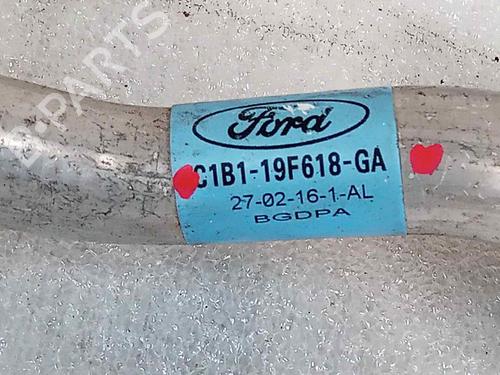 B-PARTS
Ford
C1B1-19F618-GA
27-02-16-1-AL
BGDPA